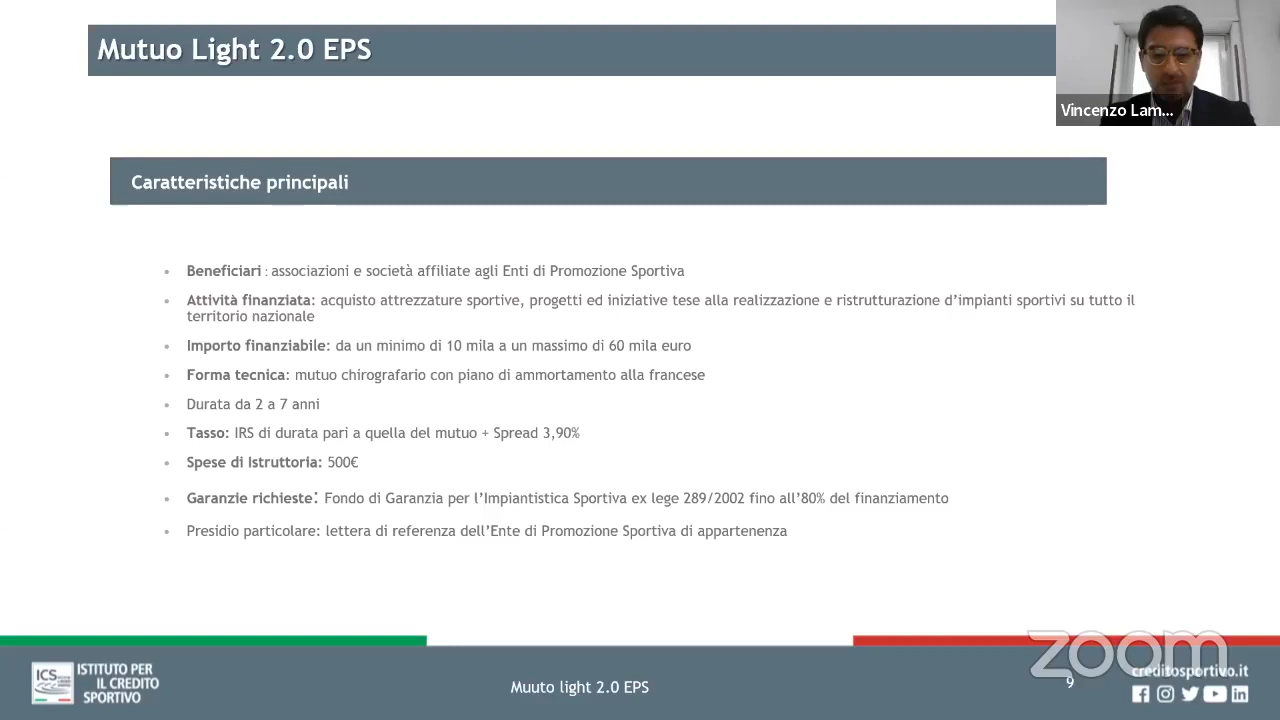 Mutuo Light 2.0 EPS
Vincenzo Lam...
Caratteristiche principali
• Beneficiari : associazioni e società affiliate agli Enti di Promozione Sportiva
• Attività finanziata: acquisto attrezzature sportive, progetti ed iniziative tese alla realizzazione e ristrutturazione d’impianti sportivi su tutto il
territorio nazionale
• Importo finanziabile: da un minimo di 10 mila a un massimo di 60 mila euro
• Forma tecnica: mutuo chirografario con piano di ammortamento alla francese
• Durata da 2 a 7 anni
• Tasso: IRS di durata pari a quella del mutuo + Spread 3,90%
• Spese di Istruttoria: 500€
• Garanzie richieste: Fondo di Garanzia per l’Impiantistica Sportiva ex lege 289/2002 fino all’80% del finanziamento
• Presidio particolare: lettera di referenza dell’Ente di Promozione Sportiva di appartenenza
ICS
ISTITUTO PER
IL CREDITO
SPORTIVO
Muuto light 2.0 EPS
9
zoom
creditosportivo.it